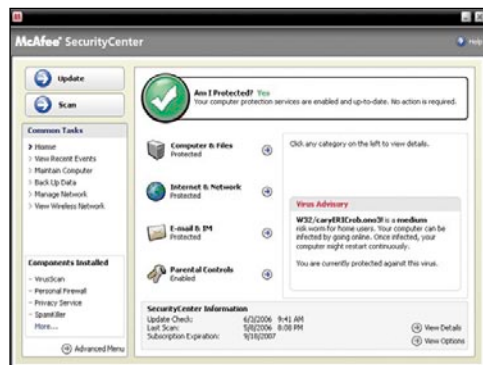 McAfee® SecurityCenter
Help
Update
Scan
Common Tasks
Home
View Recent Events
Maintain Computer
Back Up Data
Manage Network
View Wireless Network
Components Installed
- VirusScan
- Personal Firewall
- Privacy Service
- SpamKiller
More...
Advanced Menu
Am I Protected? Yes
Your computer protection services are enabled and up-to-date. No action is required.
Computer & Files
Protected
Internet & Network
Protected
E-mail & IM
Protected
Parental Controls
Enabled
Click any category on the left to view details.
Virus Advisory
is a medium
risk worm for home users. Your computer can be
infected by going online. Once infected, your
computer might restart continuously.
You are currently protected against this virus.
SecurityCenter Information
Update Check: 6/3/2006 9:41 AM
Last Scan: 5/8/2006 8:08 PM
Subscription Expiration: 9/18/2007
View Details
View Options